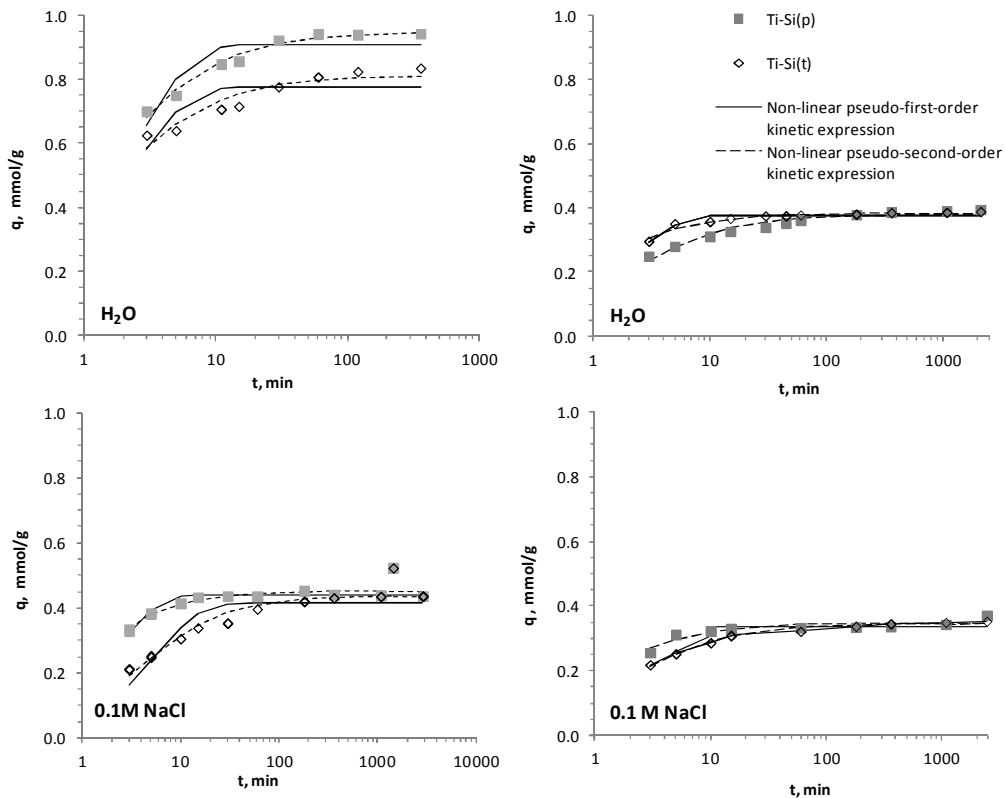 1.0
0.8
0.6
0.4
0.2
0.0
q, mmol/g
H2O
1 10 100 1000
t, min
1.0
0.8
0.6
0.4
0.2
0.0
q, mmol/g
Ti-Si(p)
Ti-Si(t)
Non-linear pseudo-first-order
kinetic expression
Non-linear pseudo-second-order
kinetic expression
H2O
1 10 100 1000
t, min
1.0
0.8
0.6
0.4
0.2
0.0
q, mmol/g
0.1M NaCl
1 10 100 1000 10000
t, min
1.0
0.8
0.6
0.4
0.2
0.0
q, mmol/g
0.1 M NaCl
1 10 100 1000
t, min